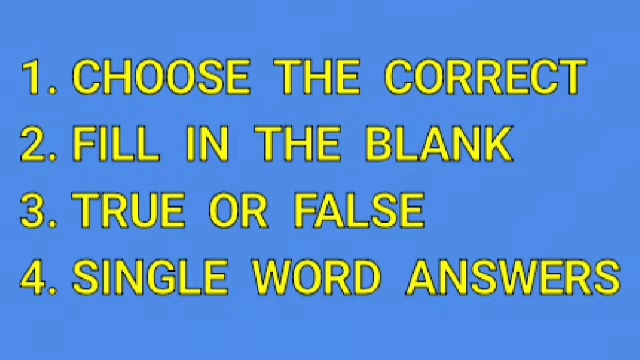 1. CHOOSE THE CORRECT
2. FILL IN THE BLANK
3. TRUE OR FALSE
4. SINGLE WORD ANSWERS